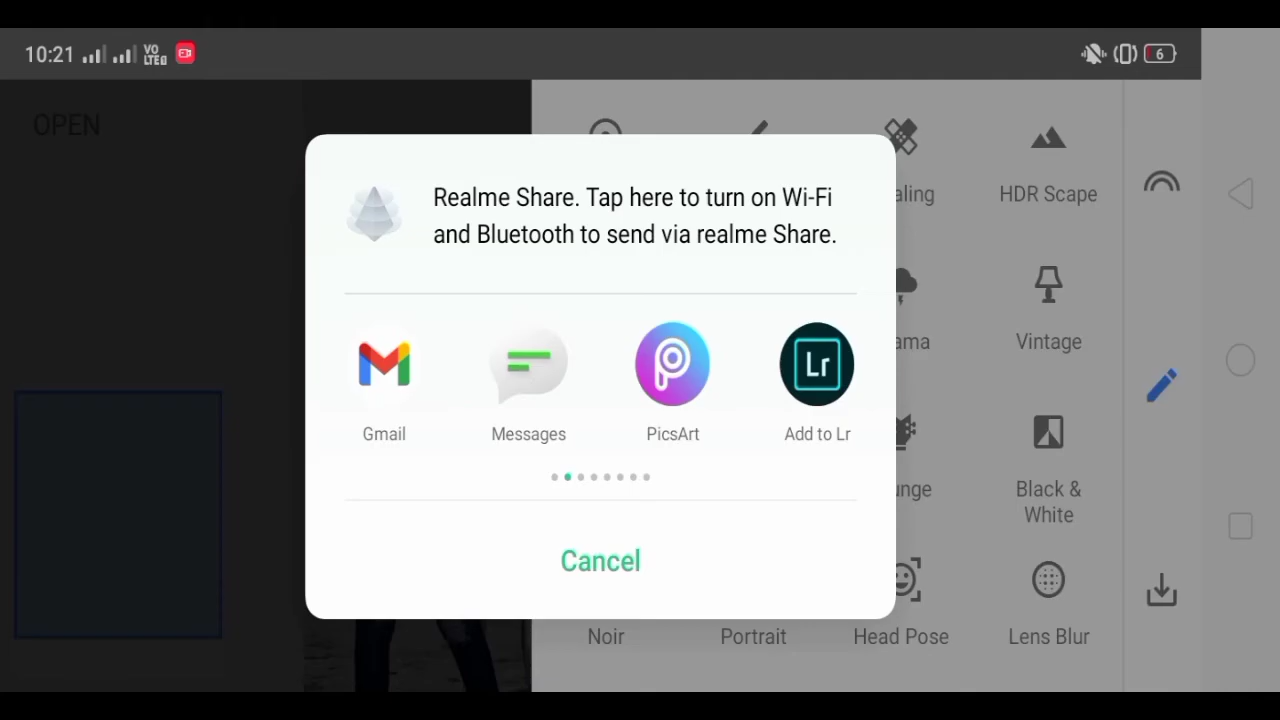 10:21 VO LTE 6
OPEN
Realme Share. Tap here to turn on Wi-Fi
and Bluetooth to send via realme Share.
Gmail
Messages
PicsArt
Lr
Add to Lr
Cancel
aling
HDR Scape
ama
Vintage
unge
Black &
White
Noir
Portrait
Head Pose
Lens Blur